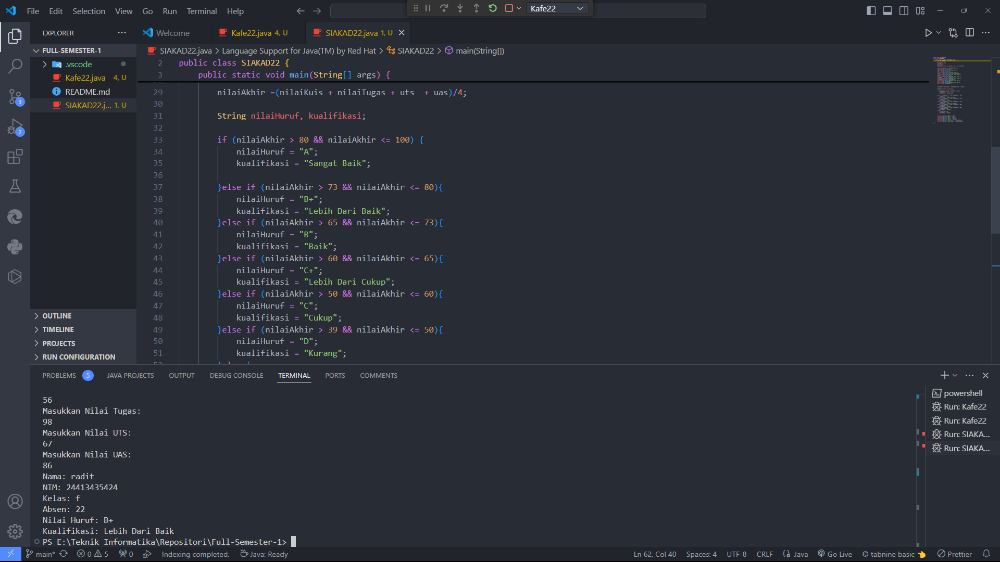 File Edit Selection View Go Run Terminal Help
Kafe22
EXPLORER
Welcome
Kafe22.java 4, U
SIAKAD22.java 1, U
FULL-SEMESTER-1
.vscode
Kafe22.java 4, U
README.md
SIAKAD22.j... 1, U
3
2
OUTLINE
TIMELINE
PROJECTS
RUN CONFIGURATION
SIAKAD22.java > Language Support for Java(TM) by Red Hat > SIAKAD22 > main(String[])
2 public class SIAKAD22 {
3 public static void main(String[] args) {
29 nilaiAkhir =(nilaiKuis + nilaiTugas + uts  + uas)/4;
30
31 String nilaiHuruf, kualifikasi;
32
33 if (nilaiAkhir > 80 && nilaiAkhir <= 100) {
34 nilaiHuruf = "A";
35 kualifikasi = "Sangat Baik";
36
37 }else if (nilaiAkhir > 73 && nilaiAkhir <= 80){
38 nilaiHuruf = "B+";
39 kualifikasi = "Lebih Dari Baik";
40 }else if (nilaiAkhir > 65 && nilaiAkhir <= 73){
41 nilaiHuruf = "B";
42 kualifikasi = "Baik";
43 }else if (nilaiAkhir > 60 && nilaiAkhir <= 65){
44 nilaiHuruf = "C+";
45 kualifikasi = "Lebih Dari Cukup";
46 }else if (nilaiAkhir > 50 && nilaiAkhir <= 60){
47 nilaiHuruf = "C";
48 kualifikasi = "Cukup";
49 }else if (nilaiAkhir > 39 && nilaiAkhir <= 50){
50 nilaiHuruf = "D";
51 kualifikasi = "Kurang";
52 }else {
PROBLEMS 5 JAVA PROJECTS OUTPUT DEBUG CONSOLE TERMINAL PORTS COMMENTS
56
Masukkan Nilai Tugas:
98
Masukkan Nilai UTS:
67
Masukkan Nilai UAS:
86
Nama: radit
NIM: 24413435424
Kelas: f
Absen: 22
Nilai Huruf: B+
Kualifikasi: Lebih Dari Baik
PS E:\Teknik Informatika\Repositori\Full-Semester-1>
powershell
Run: Kafe22
Run: Kafe22
Run: SIAKA...
Run: SIAKA...
main* 0 5 0 Indexing completed. Java: Ready Ln 62, Col 40 Spaces: 4 UTF-8 CRLF Java Go Live tabnine basic Prettier